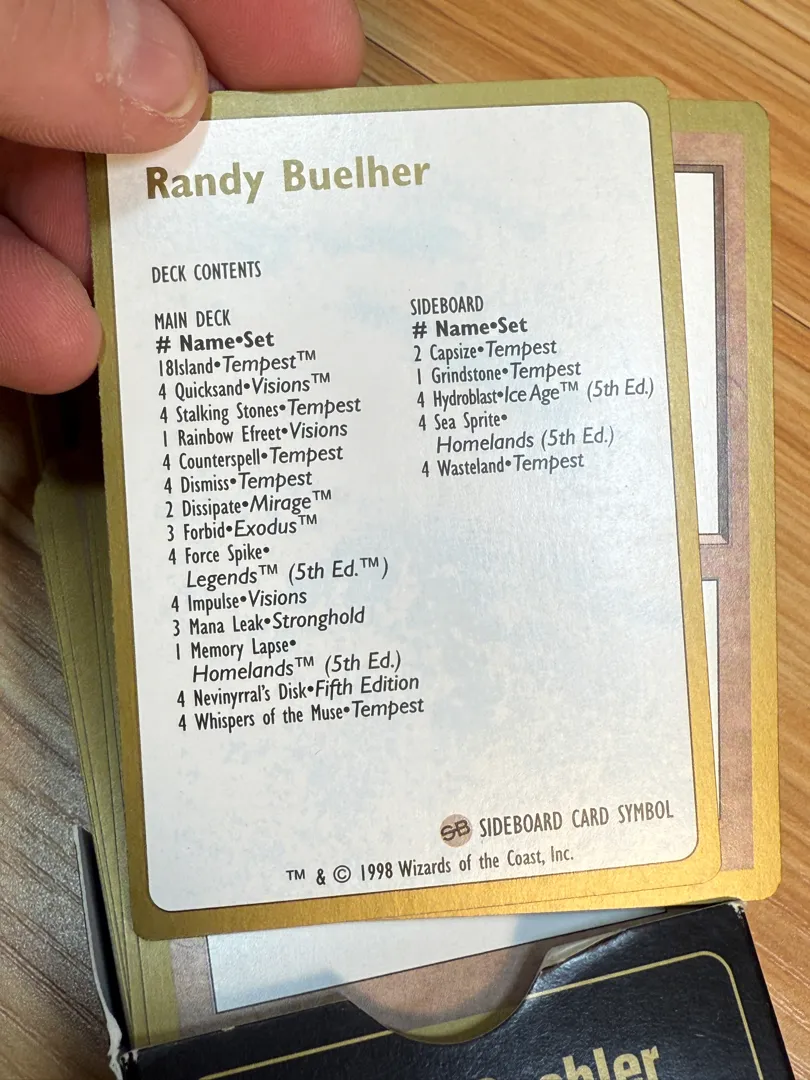 Randy Buelher
DECK CONTENTS
MAIN DECK
# Name•Set
18Island•Tempest™
4 Quicksand•Visions™
4 Stalking Stones•Tempest
1 Rainbow Efreet•Visions
4 Counterspell•Tempest
4 Dismiss•Tempest
2 Dissipate•Mirage™
3 Forbid•Exodus™
4 Force Spike•
Legends™ (5th Ed.™)
4 Impulse•Visions
3 Mana Leak•Stronghold
1 Memory Lapse•
Homelands™ (5th Ed.)
4 Nevinyrral's Disk•Fifth Edition
4 Whispers of the Muse•Tempest
SIDEBOARD
# Name•Set
2 Capsize•Tempest
1 Grindstone•Tempest
4 Hydroblast•Ice Age™ (5th Ed.)
4 Sea Sprite•
Homelands (5th Ed.)
4 Wasteland•Tempest
SB SIDEBOARD CARD SYMBOL
™ & © 1998 Wizards of the Coast, Inc.